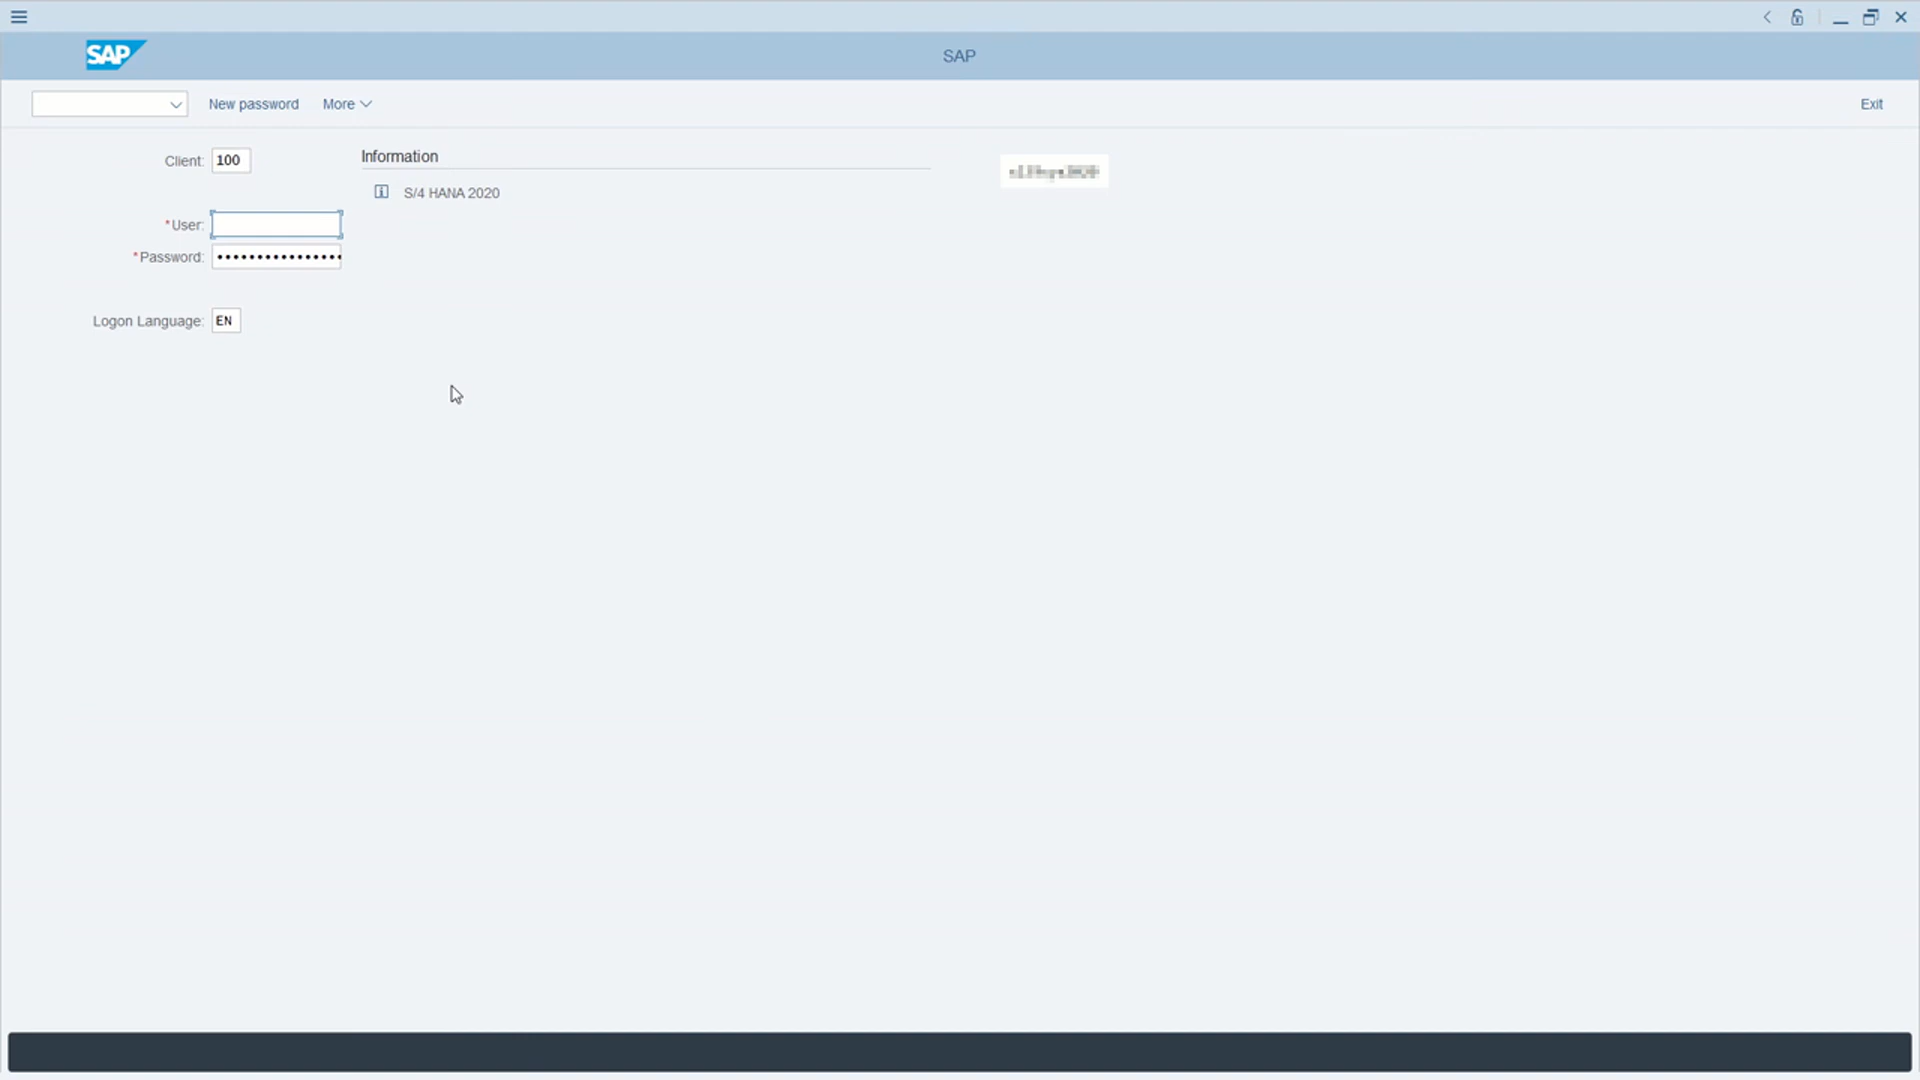 SAP
SAP
New password
More
Exit
Client: 100
Information
S/4 HANA 2020
*User:
*Password: ••••••••••••••••
Logon Language: EN